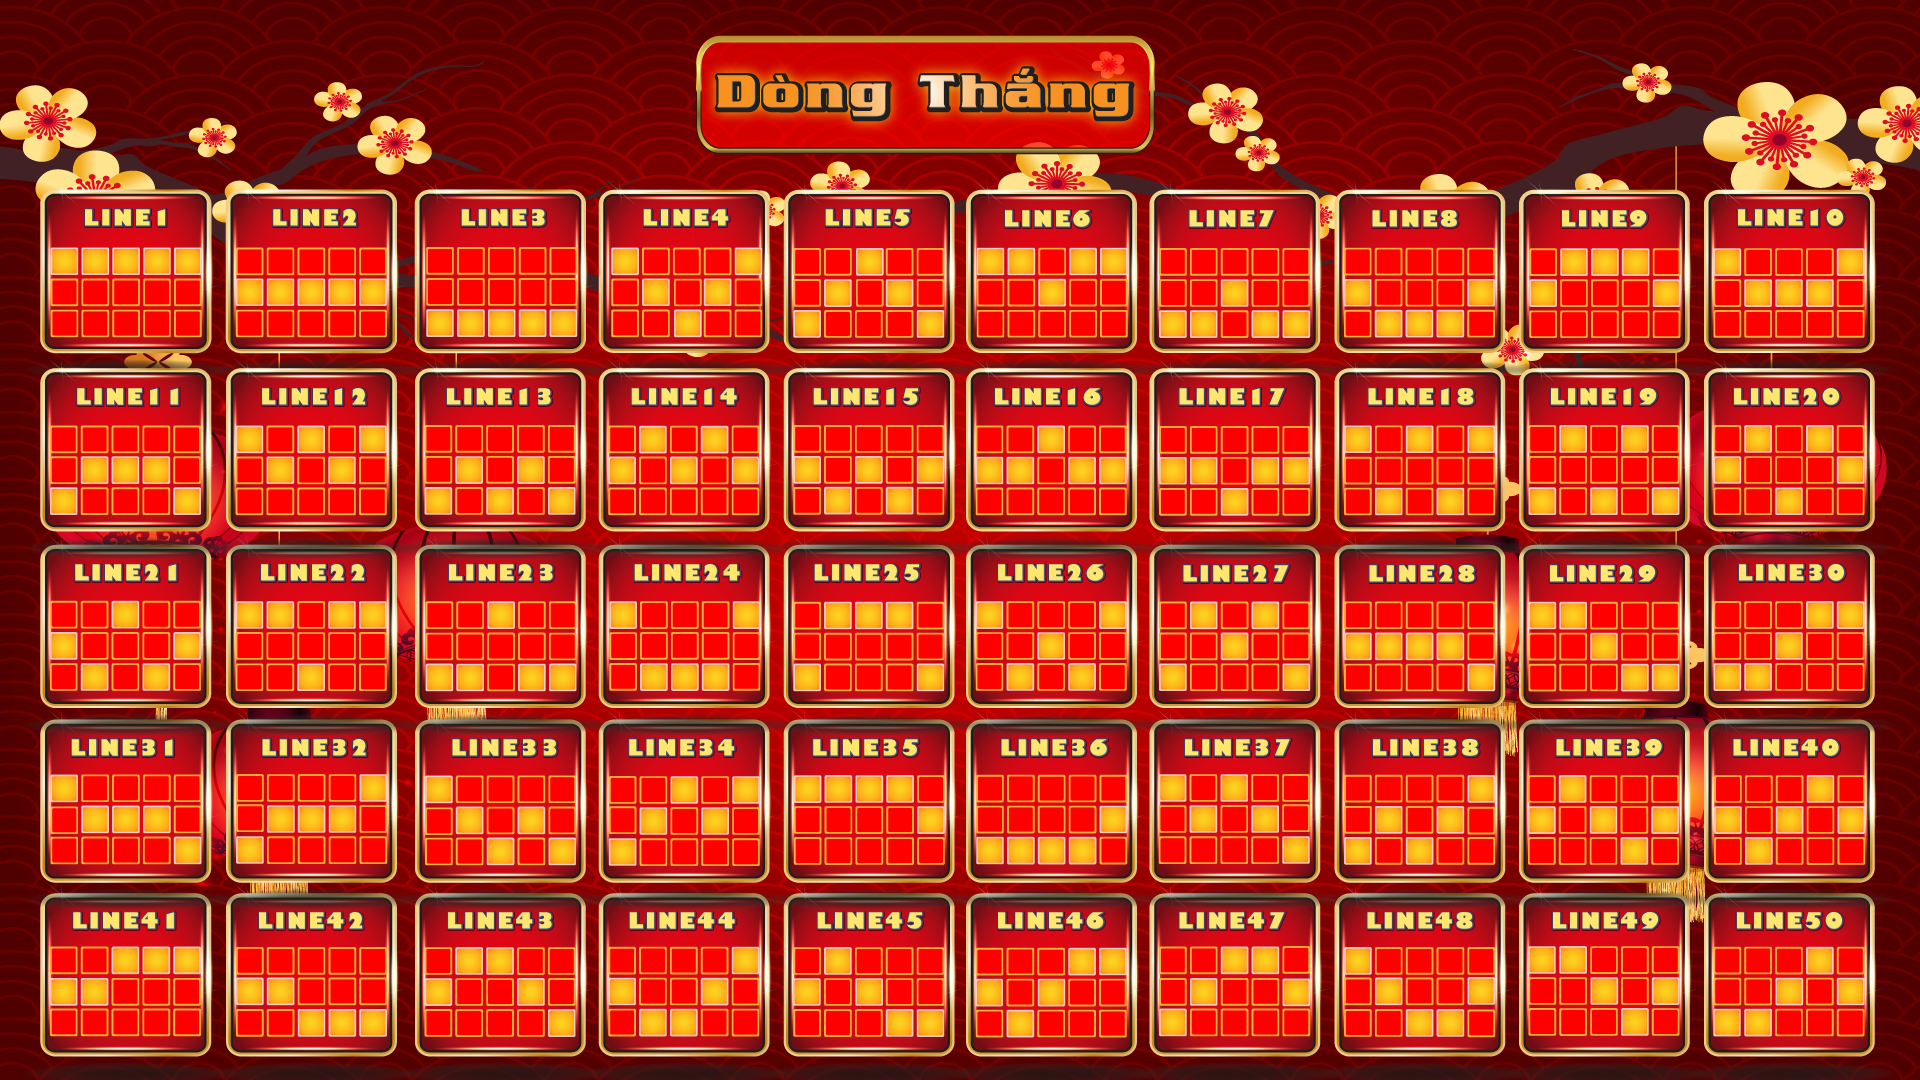 Dòng Thắng
LINE1 LINE2 LINE3 LINE4 LINE5 LINE6 LINE7 LINE8 LINE9 LINE10
LINE11 LINE12 LINE13 LINE14 LINE15 LINE16 LINE17 LINE18 LINE19 LINE20
LINE21 LINE22 LINE23 LINE24 LINE25 LINE26 LINE27 LINE28 LINE29 LINE30
LINE31 LINE32 LINE33 LINE34 LINE35 LINE36 LINE37 LINE38 LINE39 LINE40
LINE41 LINE42 LINE43 LINE44 LINE45 LINE46 LINE47 LINE48 LINE49 LINE50